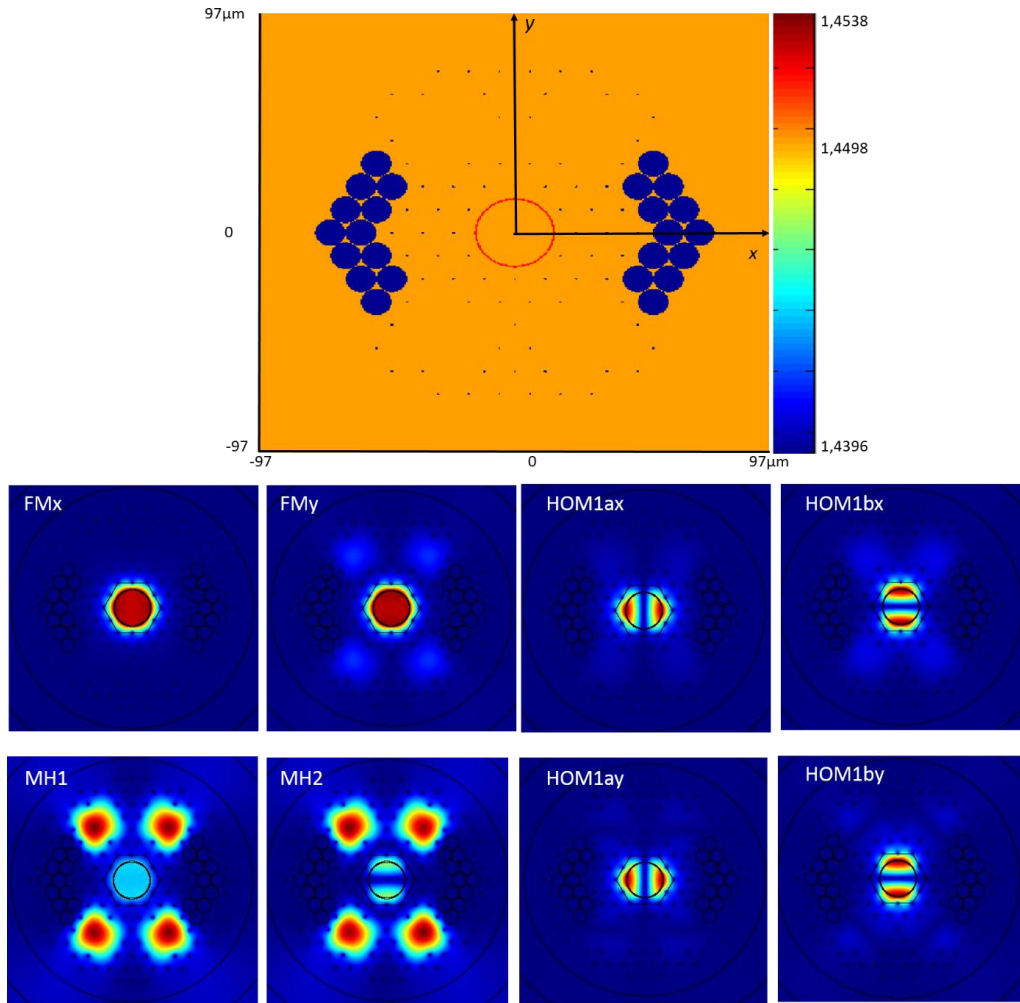 97µm
y
1,4538
1,4498
0
x
-97
1,4396
-97
0
97µm
FMx
FMy
HOM1ax
HOM1bx
MH1
MH2
HOM1ay
HOM1by